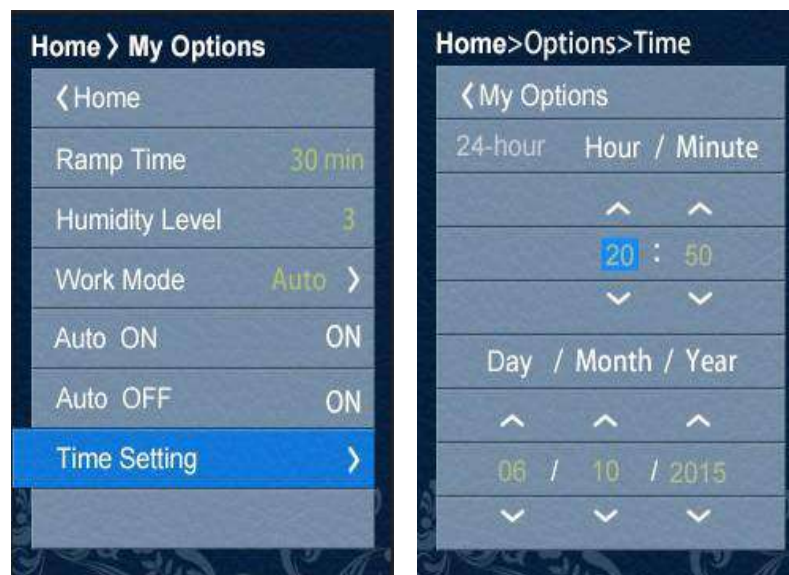 Home > My Options
< Home
Ramp Time 30 min
Humidity Level 3
Work Mode Auto >
Auto ON ON
Auto OFF ON
Time Setting >
Home>Options>Time
< My Options
24-hour Hour / Minute
20 : 50
Day / Month / Year
06 / 10 / 2015